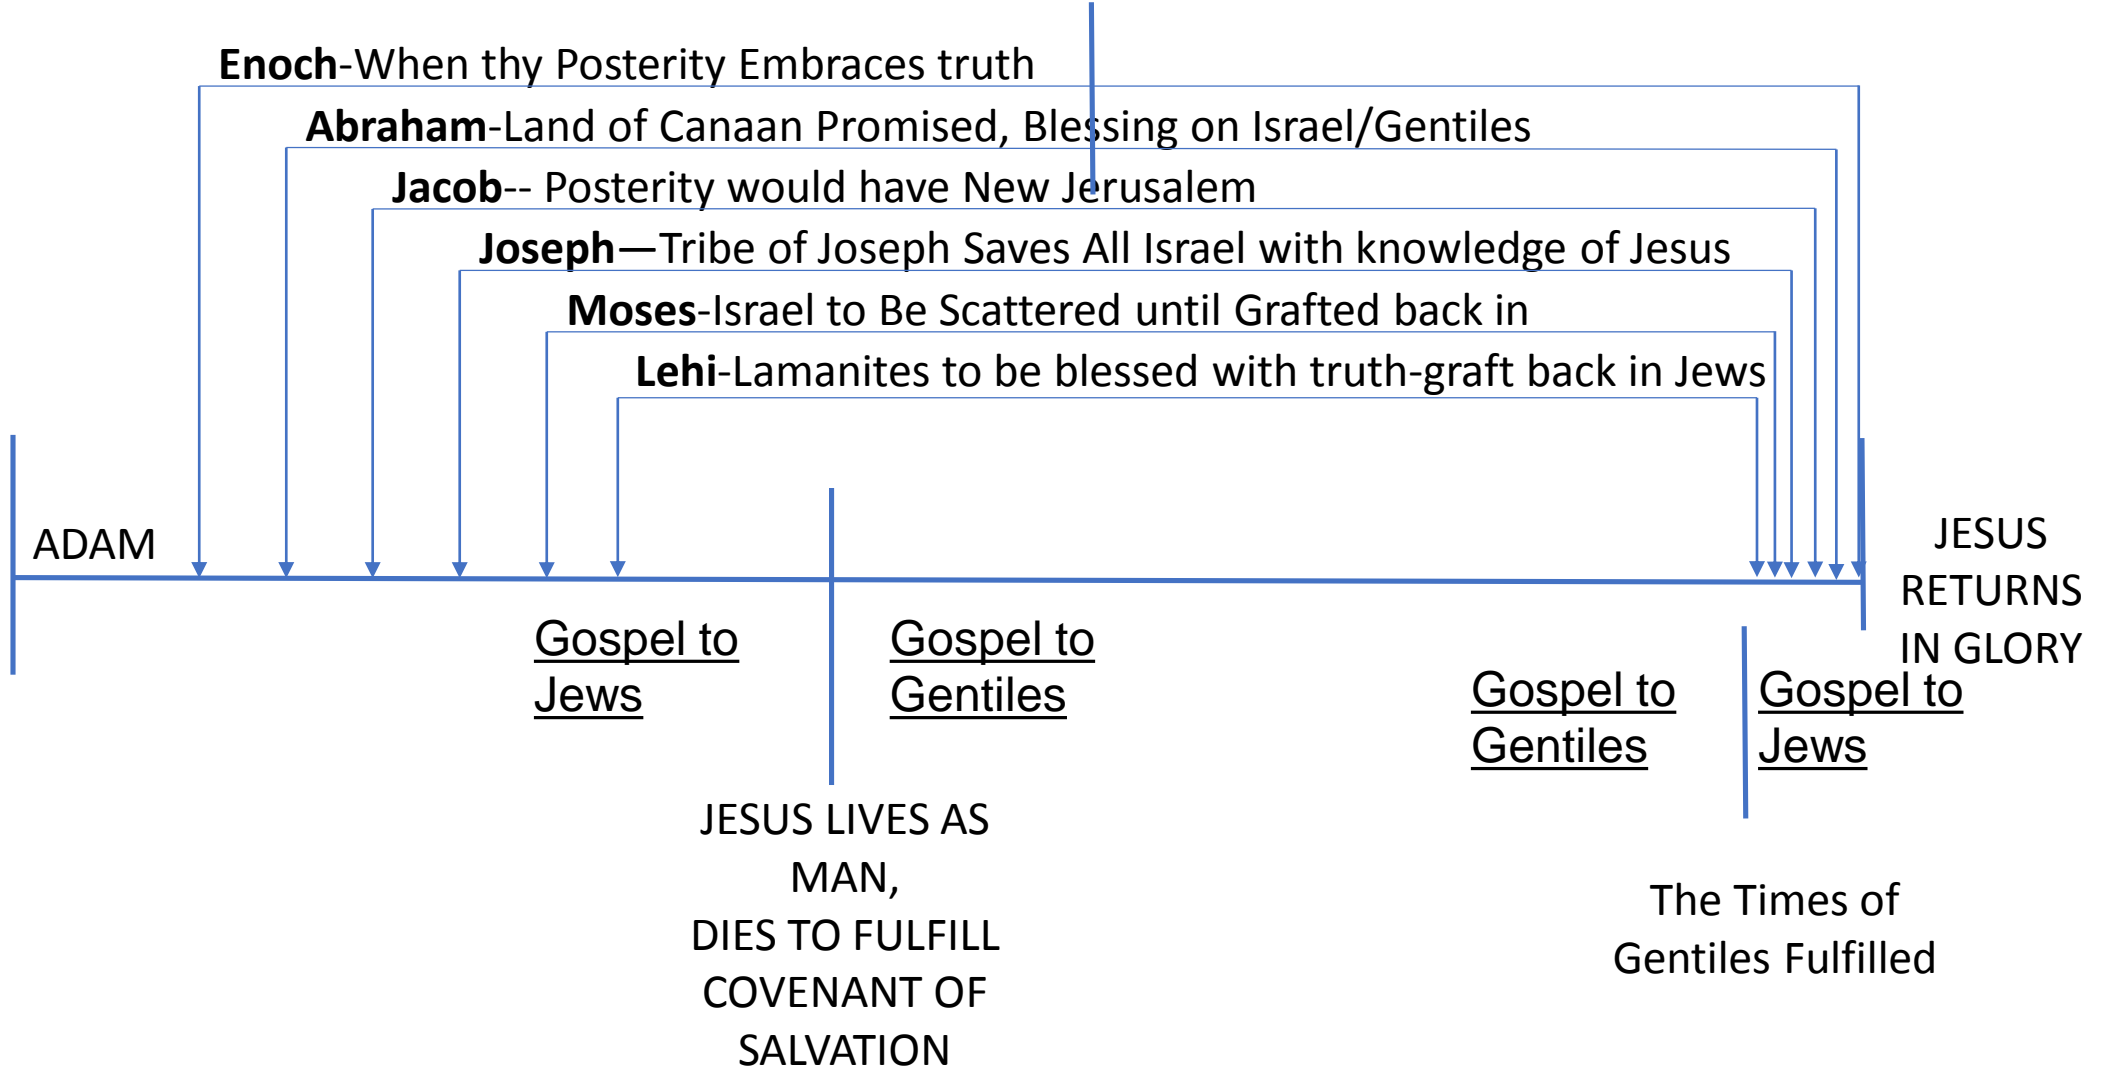 Enoch-When thy Posterity Embraces truth
Abraham-Land of Canaan Promised, Blessing on Israel/Gentiles
Jacob-- Posterity would have New Jerusalem
Joseph—Tribe of Joseph Saves All Israel with knowledge of Jesus
Moses-Israel to Be Scattered until Grafted back in
Lehi-Lamanites to be blessed with truth-graft back in Jews
ADAM
JESUS
RETURNS
IN GLORY
Gospel to
Jews
Gospel to
Gentiles
Gospel to
Gentiles
Gospel to
Jews
JESUS LIVES AS
MAN,
DIES TO FULFILL
COVENANT OF
SALVATION
The Times of
Gentiles Fulfilled